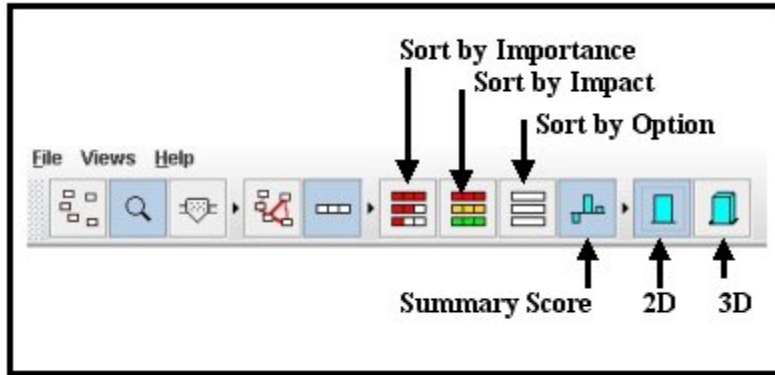 Sort by Importance
Sort by Impact
Sort by Option
File Views Help
Summary Score 2D 3D